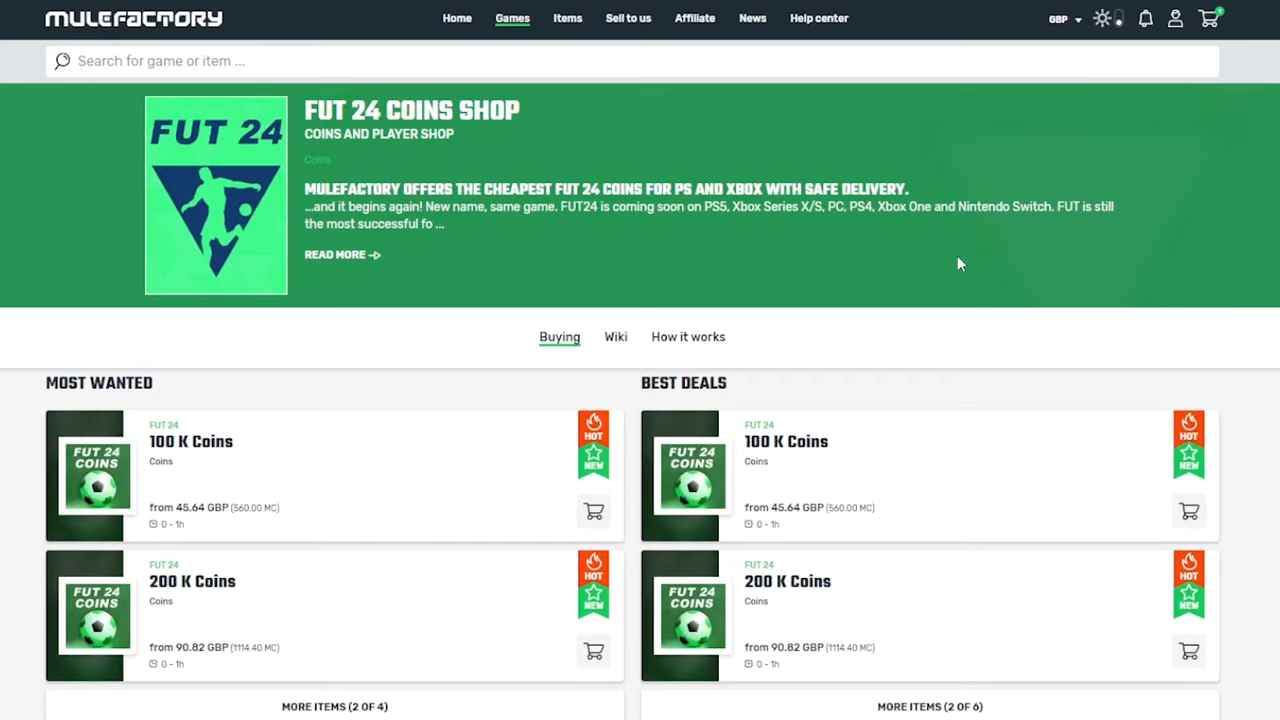 MULEFACTORY
Home Games Items Sell to us Affiliate News Help center
GBP
1
Search for game or item ...
FUT 24
FUT 24 COINS SHOP
COINS AND PLAYER SHOP
Coins
MULEFACTORY OFFERS THE CHEAPEST FUT 24 COINS FOR PS AND XBOX WITH SAFE DELIVERY.
...and it begins again! New name, same game. FUT24 is coming soon on PS5, Xbox Series X/S, PC, PS4, Xbox One and Nintendo Switch. FUT is still
the most successful fo ...
READ MORE
Buying Wiki How it works
MOST WANTED
FUT 24
100 K Coins
Coins
from 45.64 GBP (560.00 MC)
0 - 1h
HOT
NEW
FUT 24
COINS
FUT 24
200 K Coins
Coins
from 90.82 GBP (1114.40 MC)
0 - 1h
HOT
NEW
FUT 24
COINS
MORE ITEMS (2 OF 4)
BEST DEALS
FUT 24
100 K Coins
Coins
from 45.64 GBP (560.00 MC)
0 - 1h
HOT
NEW
FUT 24
COINS
FUT 24
200 K Coins
Coins
from 90.82 GBP (1114.40 MC)
0 - 1h
HOT
NEW
FUT 24
COINS
MORE ITEMS (2 OF 6)